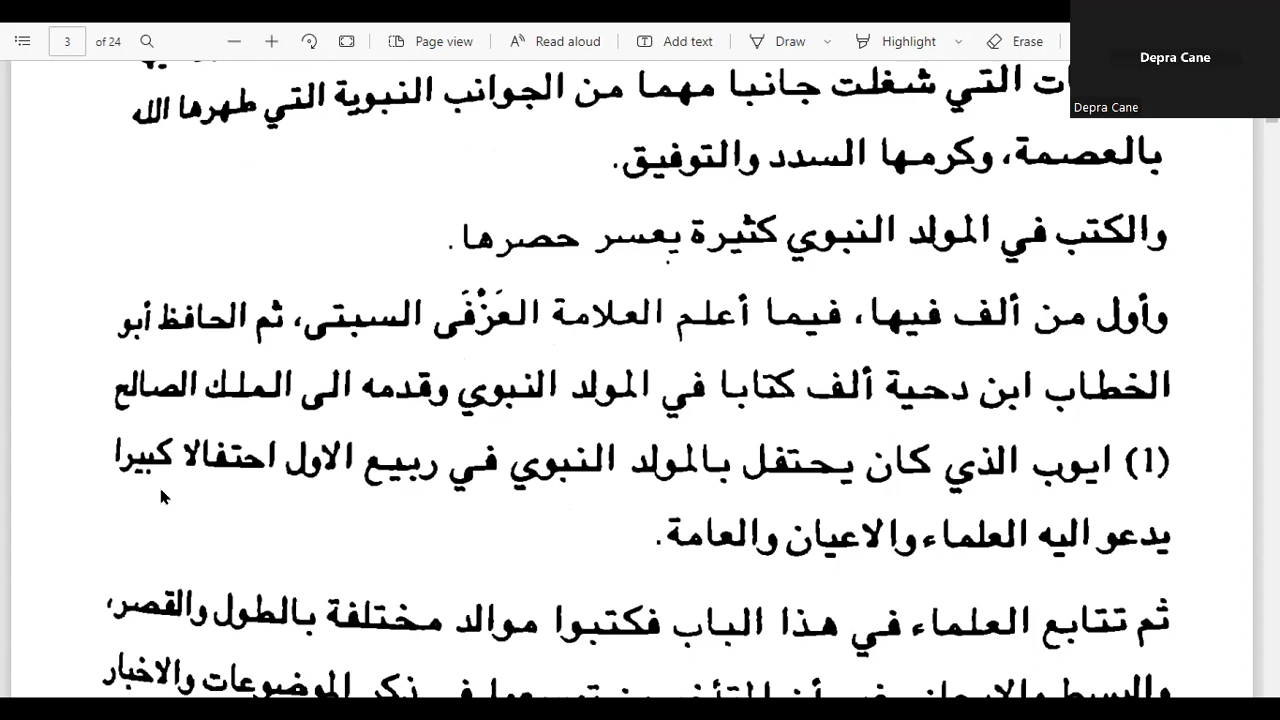 3 of 24 Page view Read aloud Add text Draw Highlight Erase
Depra Cane
Depra Cane
التي شغلت جانبا مهما من الجوانب النبوية التي طهرها الله
بالعصمة، وكرمها السدد والتوفيق.
والكتب في المولد النبوي كثيرة يعسر حصرها.
وأول من ألف فيها، فيما أعلم العلامة العَزْفَى السبتى، ثم الحافظ أبو
الخطاب ابن دحية ألف كتابا في المولد النبوي وقدمه الى الملك الصالح
(1) ايوب الذي كان يحتفل بالمولد النبوي في ربيع الاول احتفالا كبيرا
يدعو اليه العلماء والاعيان والعامة.
ثم تتابع العلماء في هذا الباب فكتبوا موالد مختلفة بالطول والقصر،
في ذكر الموضوعات والاخبار